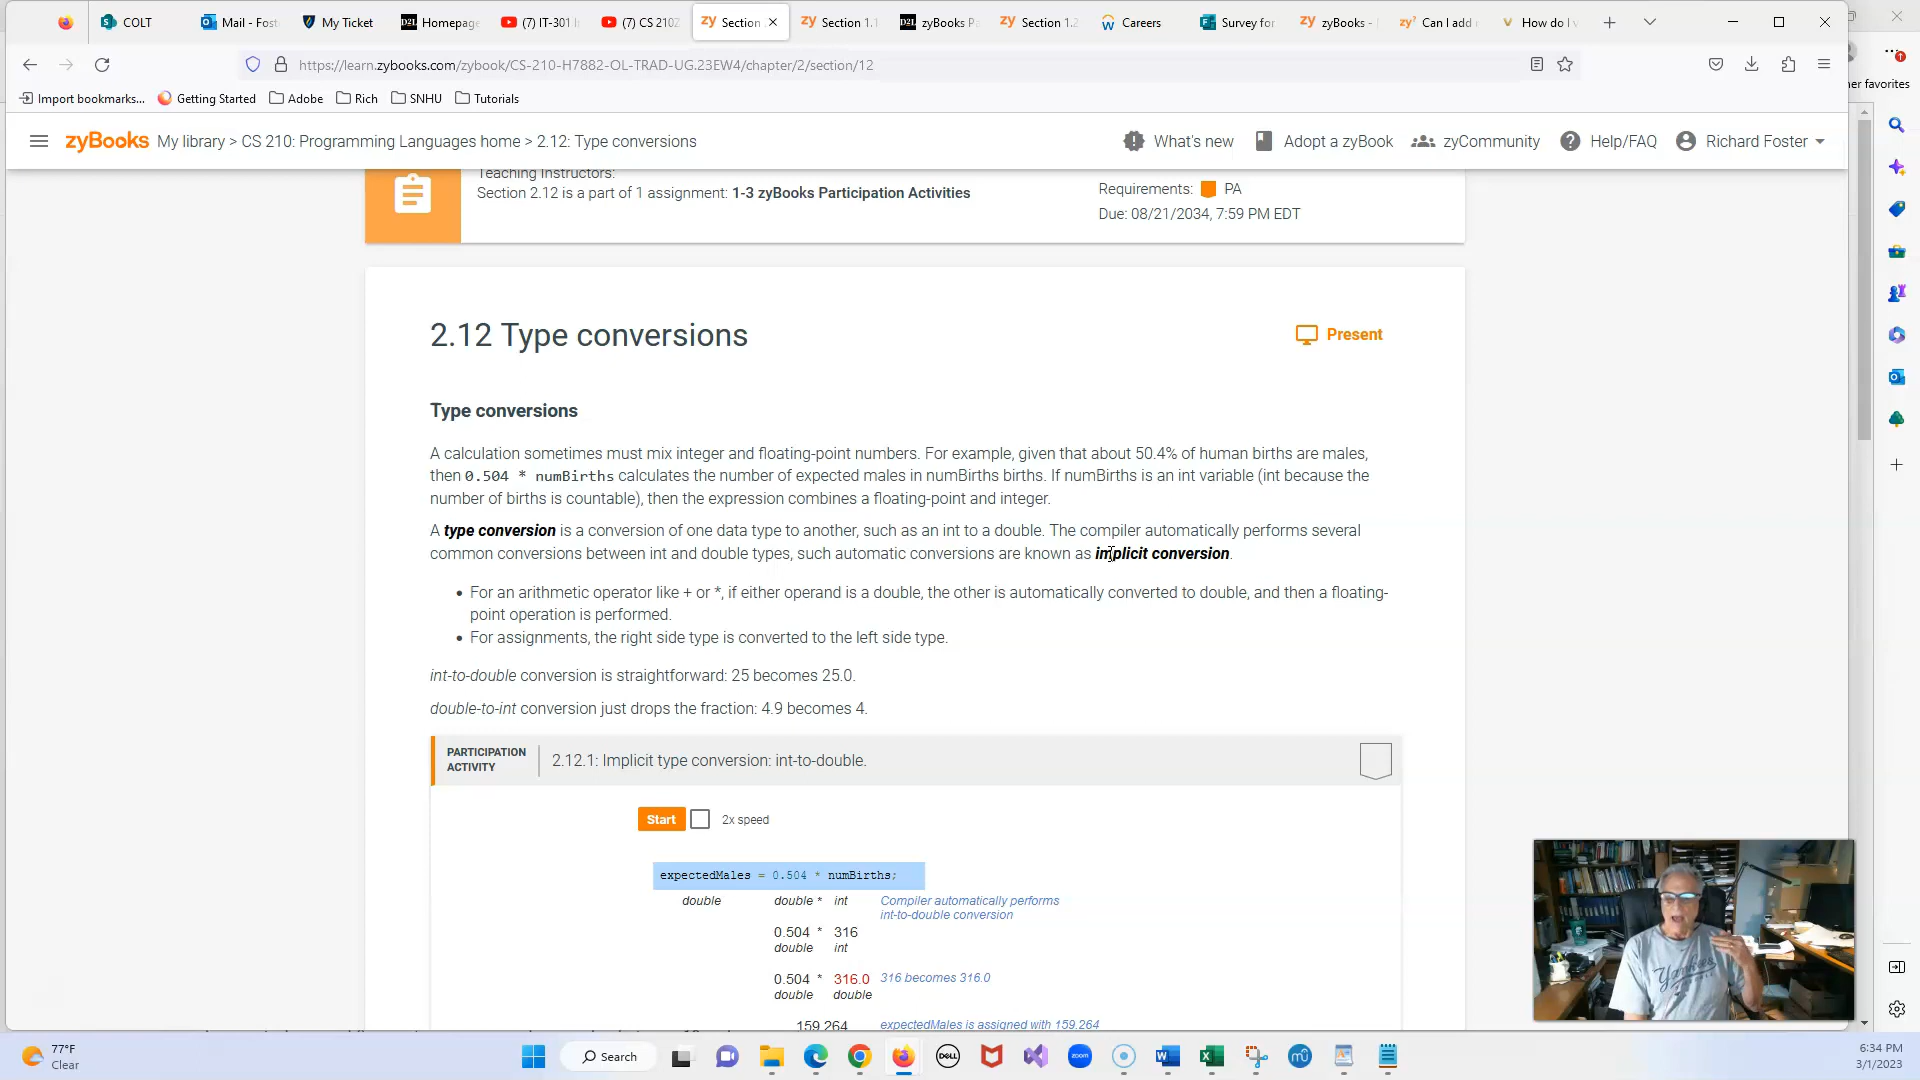 COLT
Mail - Fost
My Ticket
Homepage
(7) IT-301
(7) CS 210
Section
Section 1.1
zyBooks Pa
Section 1.2
Careers
Survey for
zyBooks -
Can I add
How do I
https://learn.zybooks.com/zybook/CS-210-H7882-OL-TRAD-UG.23EW4/chapter/2/section/12
Import bookmarks...
Getting Started
Adobe
Rich
SNHU
Tutorials
er favorites
zyBooks
My library > CS 210: Programming Languages home > 2.12: Type conversions
What's new
Adopt a zyBook
zyCommunity
Help/FAQ
Richard Foster
Teaching Instructors:
Section 2.12 is a part of 1 assignment: 1-3 zyBooks Participation Activities
Requirements: PA
Due: 08/21/2034, 7:59 PM EDT
2.12 Type conversions
Present
Type conversions
A calculation sometimes must mix integer and floating-point numbers. For example, given that about 50.4% of human births are males,
then 0.504 * numBirths calculates the number of expected males in numBirths births. If numBirths is an int variable (int because the
number of births is countable), then the expression combines a floating-point and integer.
A type conversion is a conversion of one data type to another, such as an int to a double. The compiler automatically performs several
common conversions between int and double types, such automatic conversions are known as implicit conversion.
• For an arithmetic operator like + or *, if either operand is a double, the other is automatically converted to double, and then a floating-
point operation is performed.
• For assignments, the right side type is converted to the left side type.
int-to-double conversion is straightforward: 25 becomes 25.0.
double-to-int conversion just drops the fraction: 4.9 becomes 4.
PARTICIPATION
ACTIVITY
2.12.1: Implicit type conversion: int-to-double.
Start
2x speed
expectedMales = 0.504 * numBirths;
double double * int Compiler automatically performs
int-to-double conversion
0.504 * 316
double int
0.504 * 316.0 316 becomes 316.0
double double
159.264 expectedMales is assigned with 159.264
Yankees
77°F
Clear
Search
DELL
zoom
mu
6:34 PM
3/1/2023